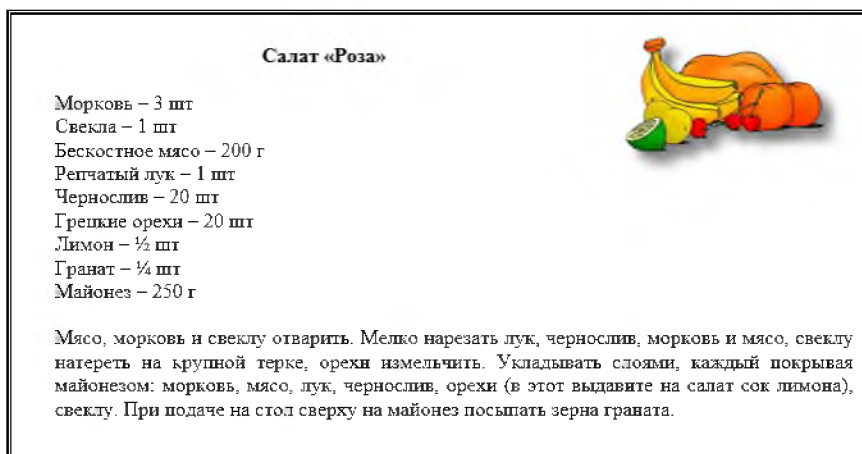 Салат «Роза»
Морковь – 3 шт
Свекла – 1 шт
Бескостное мясо – 200 г
Репчатый лук – 1 шт
Чернослив – 20 шт
Грецкие орехи – 20 шт
Лимон – ½ шт
Гранат – ¼ шт
Майонез – 250 г
Мясо, морковь и свеклу отварить. Мелко нарезать лук, чернослив, морковь и мясо, свеклу
натереть на крупной терке, орехи измельчить. Укладывать слоями, каждый покрывая
майонезом: морковь, мясо, лук, чернослив, орехи (в этот выдавите на салат сок лимона),
свеклу. При подаче на стол сверху на майонез посыпать зерна граната.